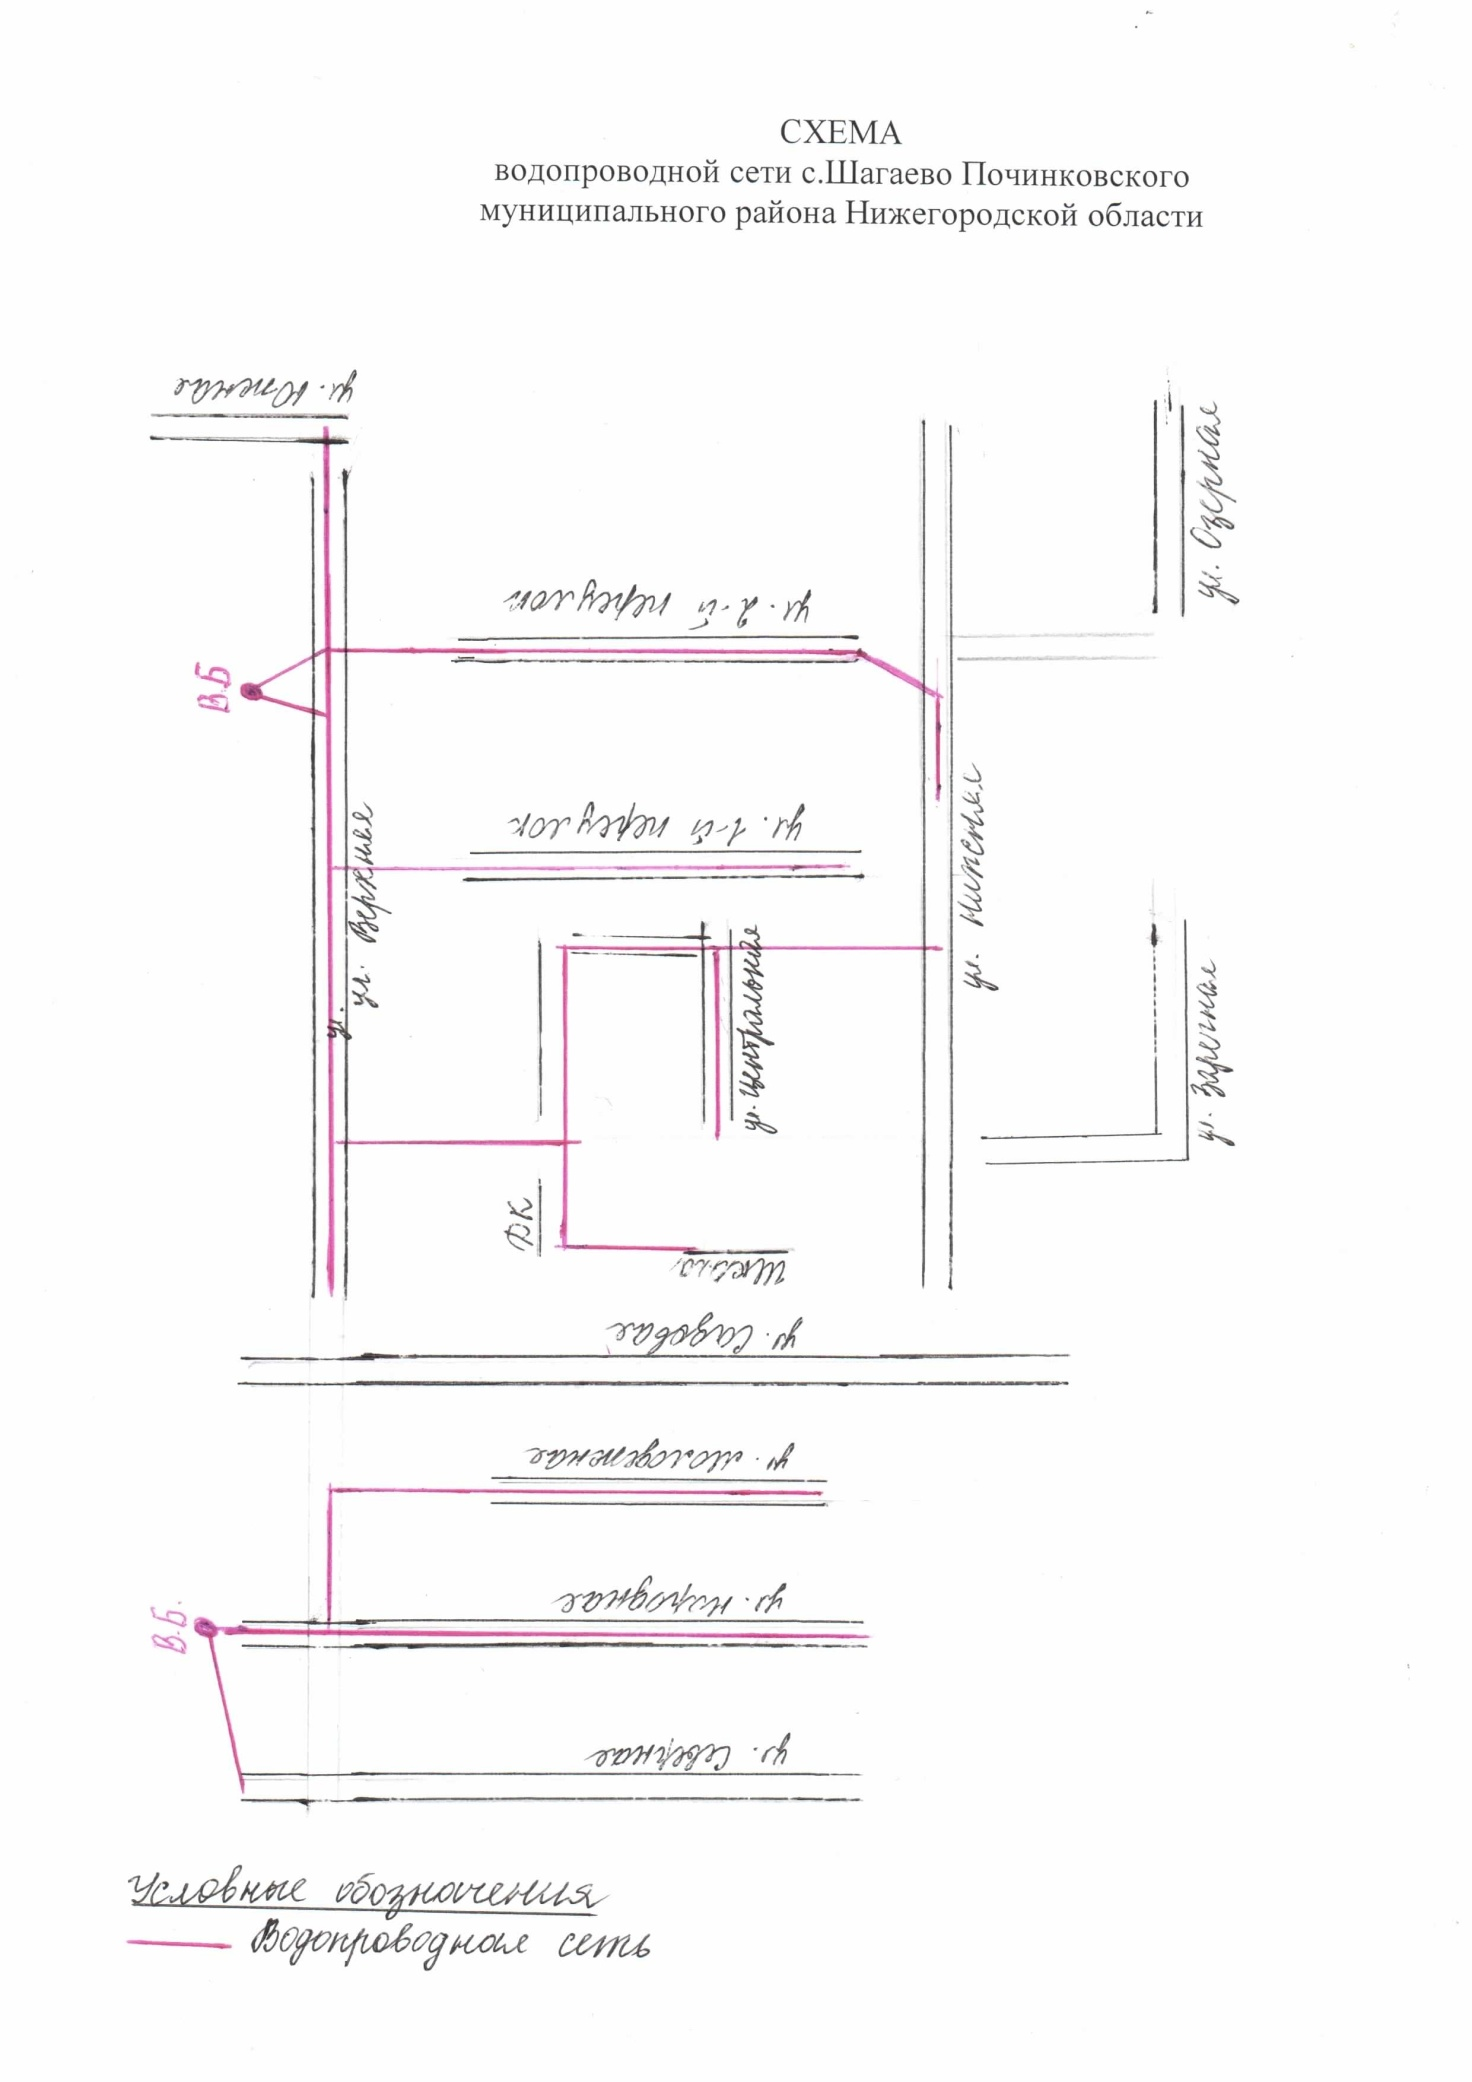 СХЕМА
водопроводной сети с.Шагаево Починковского
муниципального района Нижегородской области
ул. Южная
ул. Озерная
ул. 2-й переулок
В.Б
ул. 1-й переулок
ул. Верхняя
ул. Нижняя
ул.
ул. Центральная
ул. Заречная
ДК
Школа
ул. Садовая
ул. Молодежная
ул. Народная
В.Б.
ул. Северная
Условные обозначения
Водопроводная сеть